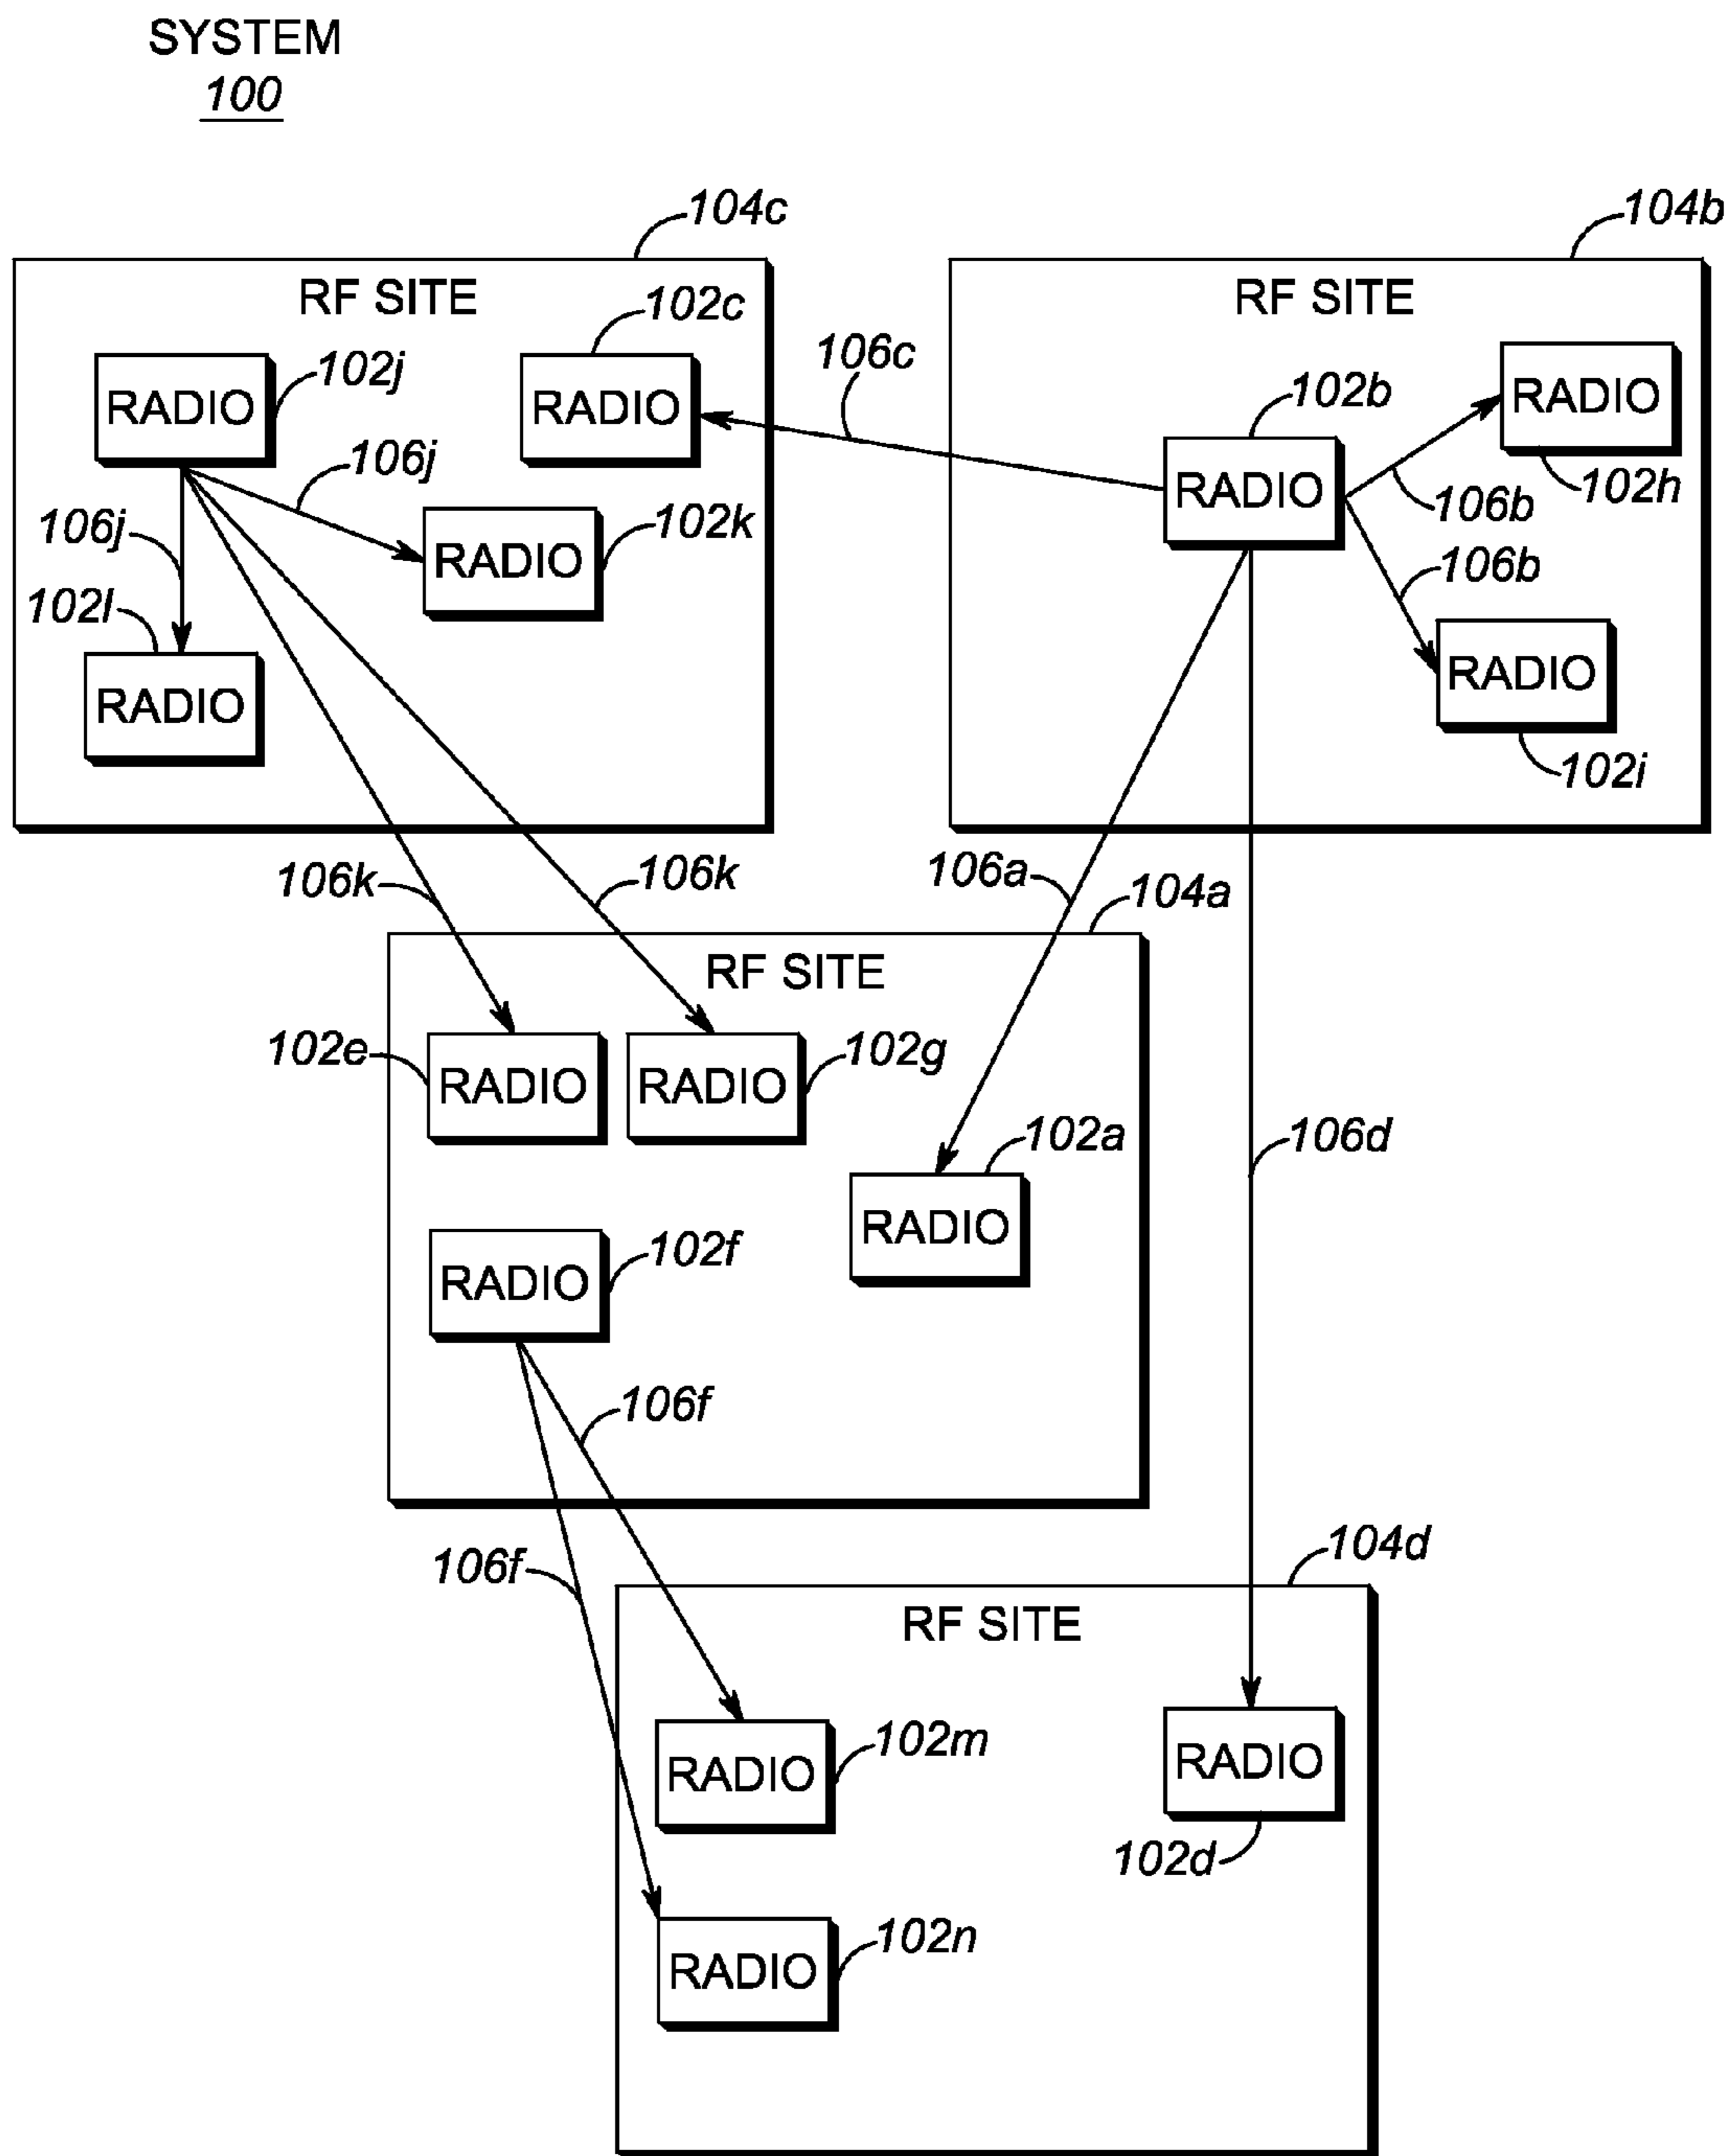 SYSTEM
100
104c
104b
RF SITE
RF SITE
102c
106c
102j
RADIO
RADIO
102b
RADIO
106j
RADIO
102h
106b
106j
102k
RADIO
106b
102l
RADIO
RADIO
102i
106k
106k
106a
104a
RF SITE
102e
RADIO
RADIO
102g
102a
106d
RADIO
102f
RADIO
106f
106f
104d
RF SITE
102m
RADIO
RADIO
102d
102n
RADIO